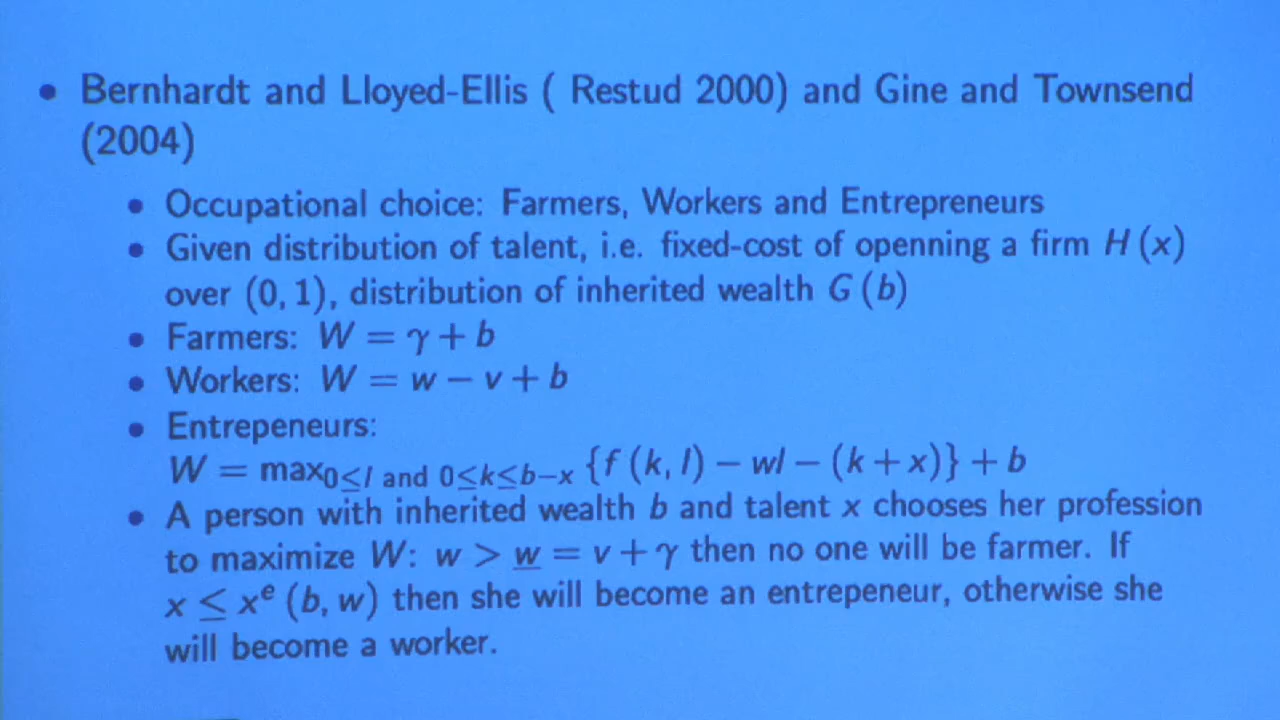 • Bernhardt and Lloyed-Ellis ( Restud 2000) and Gine and Townsend
(2004)
• Occupational choice: Farmers, Workers and Entrepreneurs
• Given distribution of talent, i.e. fixed-cost of openning a firm H (x)
over (0, 1), distribution of inherited wealth G (b)
• Farmers: W = γ + b
• Workers: W = w − v + b
• Entrepeneurs:
W = max₀≤l and 0≤k≤b−x {f (k, l) − wl − (k + x)} + b
• A person with inherited wealth b and talent x chooses her profession
to maximize W: w > w̲ = v + γ then no one will be farmer. If
x ≤ xᵉ (b, w) then she will become an entrepeneur, otherwise she
will become a worker.